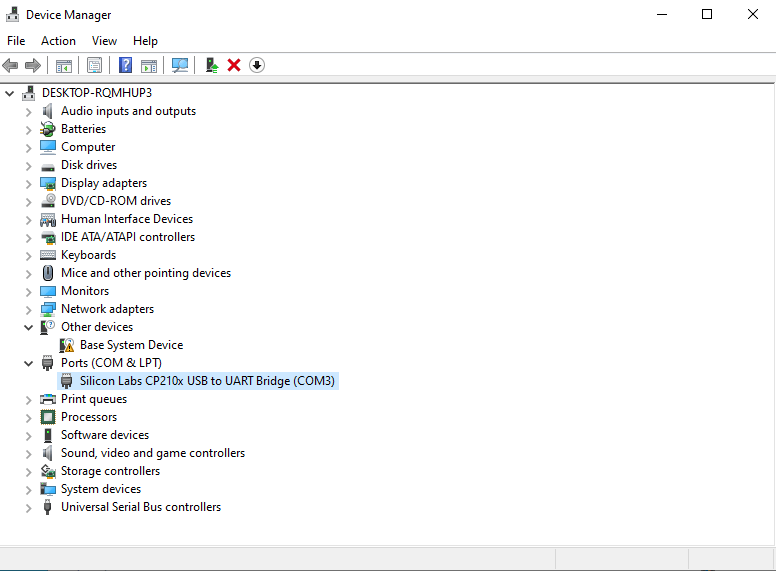 Device Manager
File Action View Help
DESKTOP-RQMHUP3
Audio inputs and outputs
Batteries
Computer
Disk drives
Display adapters
DVD/CD-ROM drives
Human Interface Devices
IDE ATA/ATAPI controllers
Keyboards
Mice and other pointing devices
Monitors
Network adapters
Other devices
Base System Device
Ports (COM & LPT)
Silicon Labs CP210x USB to UART Bridge (COM3)
Print queues
Processors
Software devices
Sound, video and game controllers
Storage controllers
System devices
Universal Serial Bus controllers